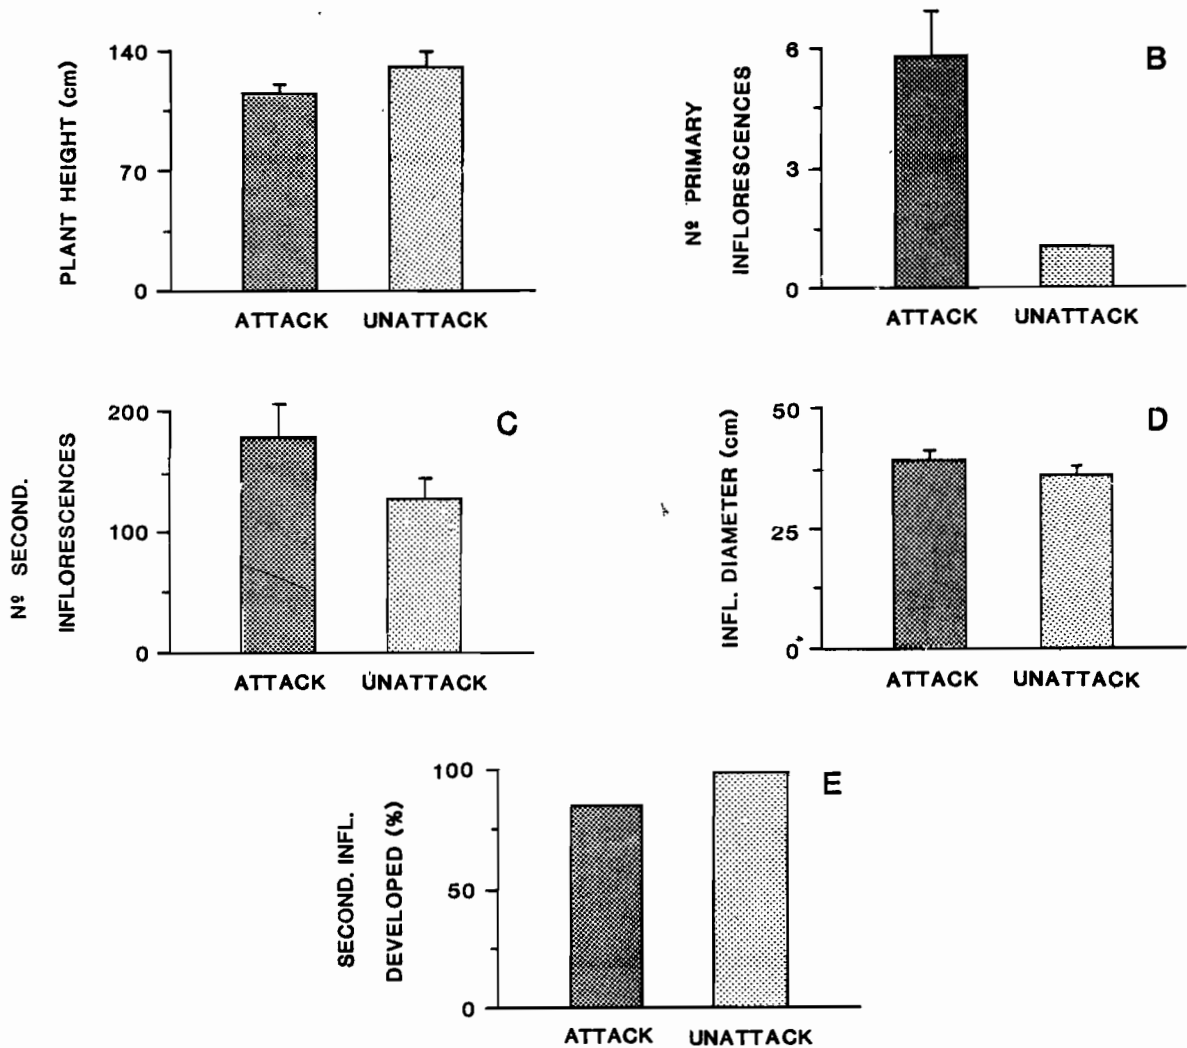 140
70
0
PLANT HEIGHT (cm)
ATTACK UNATTACK
B
6
3
0
Nº PRIMARY
INFLORESCENCES
ATTACK UNATTACK
C
200
100
0
Nº SECOND.
INFLORESCENCES
ATTACK UNATTACK
D
50
25
0
INFL. DIAMETER (cm)
ATTACK UNATTACK
E
100
50
0
SECOND. INFL.
DEVELOPED (%)
ATTACK UNATTACK